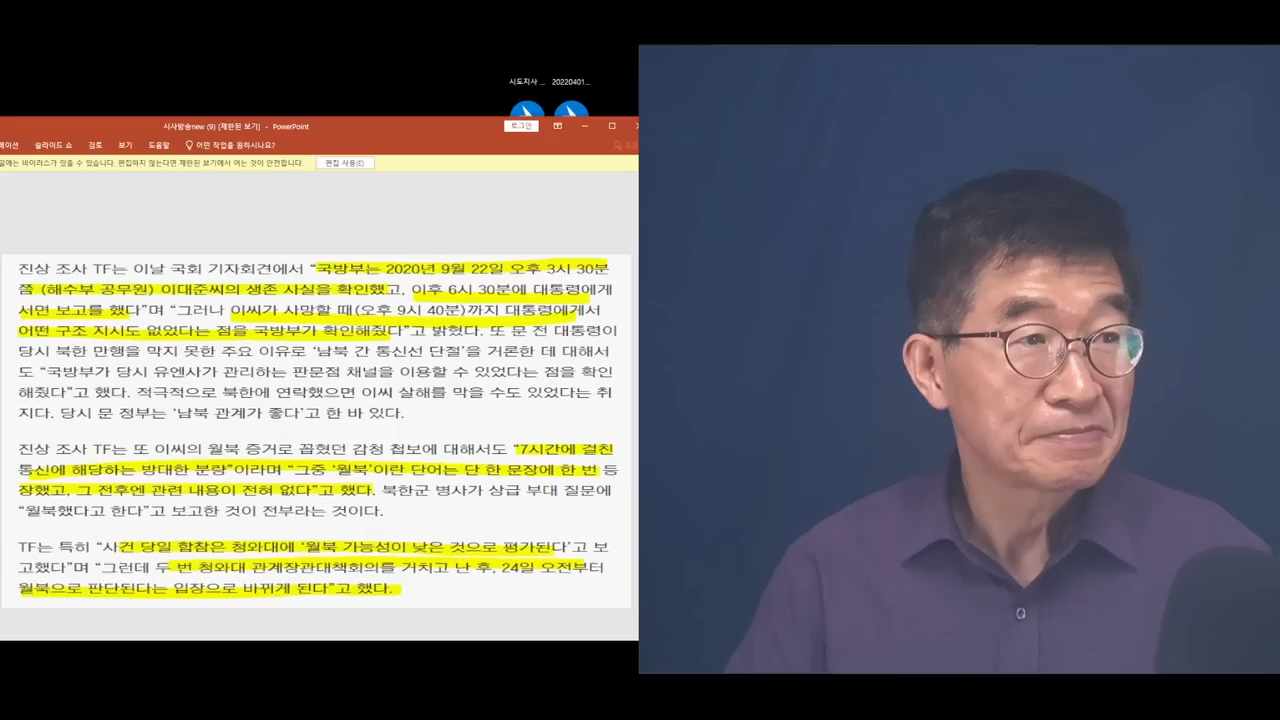 시도지사 ... 20220401...
시사방송new (9) [제한된 보기] - PowerPoint
로그인
슬라이드 쇼 검토 보기 도움말 어떤 작업을 원하시나요?
바이러스가 있을 수 있습니다. 편집하지 않는다면 제한된 보기에서 여는 것이 안전합니다. 편집 사용(E)
진상 조사 TF는 이날 국회 기자회견에서 “국방부는 2020년 9월 22일 오후 3시 30분
쯤 (해수부 공무원) 이대준씨의 생존 사실을 확인했고, 이후 6시 30분에 대통령에게
서면 보고를 했다”며 “그러나 이씨가 사망할 때(오후 9시 40분)까지 대통령에게서
어떤 구조 지시도 없었다는 점을 국방부가 확인해줬다”고 밝혔다. 또 문 전 대통령이
당시 북한 만행을 막지 못한 주요 이유로 ‘남북 간 통신선 단절’을 거론한 데 대해서
도 “국방부가 당시 유엔사가 관리하는 판문점 채널을 이용할 수 있었다는 점을 확인
해줬다”고 했다. 적극적으로 북한에 연락했으면 이씨 살해를 막을 수도 있었다는 취
지다. 당시 문 정부는 ‘남북 관계가 좋다’고 한 바 있다.
진상 조사 TF는 또 이씨의 월북 증거로 꼽혔던 감청 첩보에 대해서도 “7시간에 걸친
통신에 해당하는 방대한 분량”이라며 “그중 ‘월북’이란 단어는 단 한 문장에 한 번 등
장했고, 그 전후엔 관련 내용이 전혀 없다”고 했다. 북한군 병사가 상급 부대 질문에
“월북했다고 한다”고 보고한 것이 전부라는 것이다.
TF는 특히 “사건 당일 합참은 청와대에 ‘월북 가능성이 낮은 것으로 평가된다’고 보
고했다”며 “그런데 두 번 청와대 관계장관대책회의를 거치고 난 후, 24일 오전부터
월북으로 판단된다는 입장으로 바뀌게 된다”고 했다.